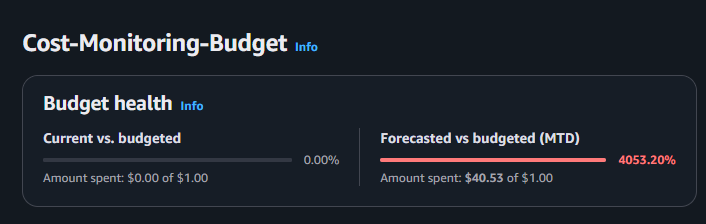 Cost-Monitoring-Budget Info
Budget health Info
Current vs. budgeted
0.00%
Amount spent: $0.00 of $1.00
Forecasted vs budgeted (MTD)
4053.20%
Amount spent: $40.53 of $1.00